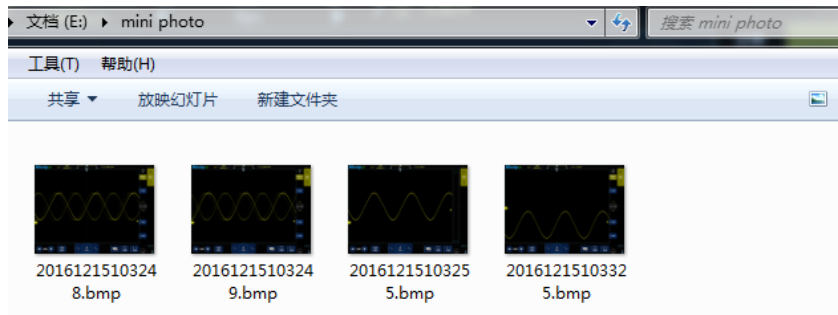 文档 (E:) ▸ mini photo 搜索 mini photo
工具(T) 帮助(H)
共享 放映幻灯片 新建文件夹
2016121510324 2016121510324 2016121510325 2016121510332
8.bmp 9.bmp 5.bmp 5.bmp